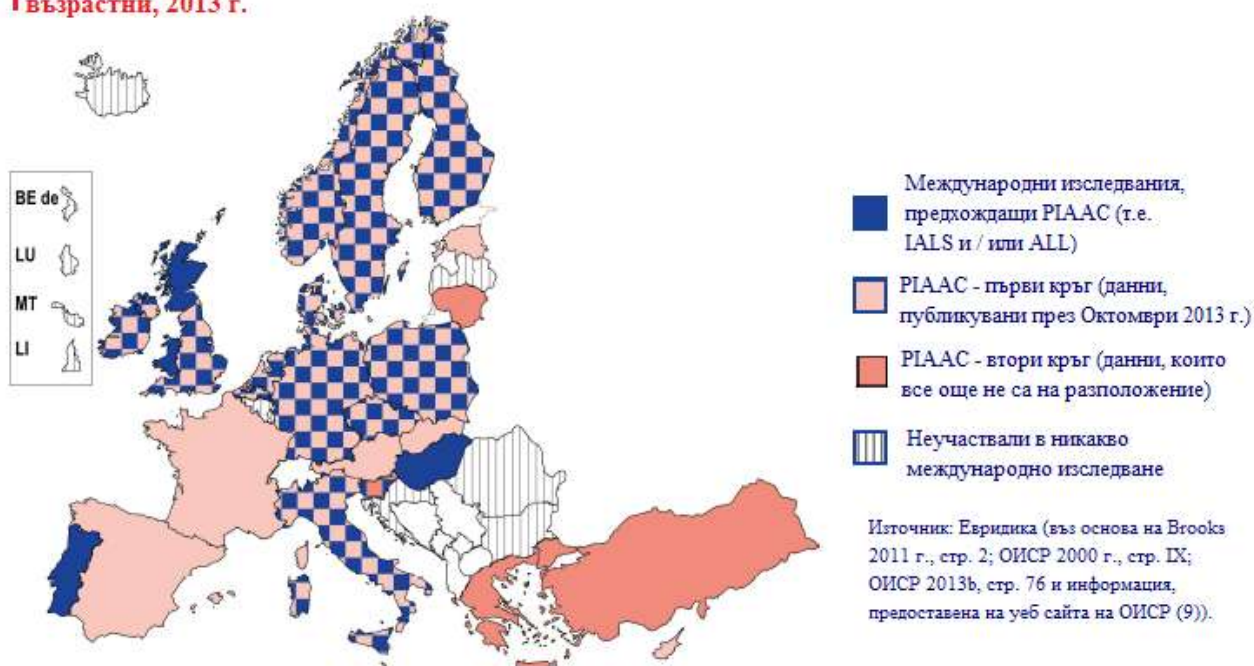 възрастни, 2013 г.
BE de
LU
MT
LI
Международни изследвания,
предхождащи PIAAC (т.е.
IALS и / или ALL)
PIAAC - първи кръг (данни,
публикувани през Октомври 2013 г.)
PIAAC - втори кръг (данни, които
все още не са на разположение)
Неучаствали в никакво
международно изследване
Източник: Евридика (въз основа на Brooks
2011 г., стр. 2; ОИСР 2000 г., стр. IX;
ОИСР 2013b, стр. 76 и информация,
предоставена на уеб сайта на ОИСР (9)).